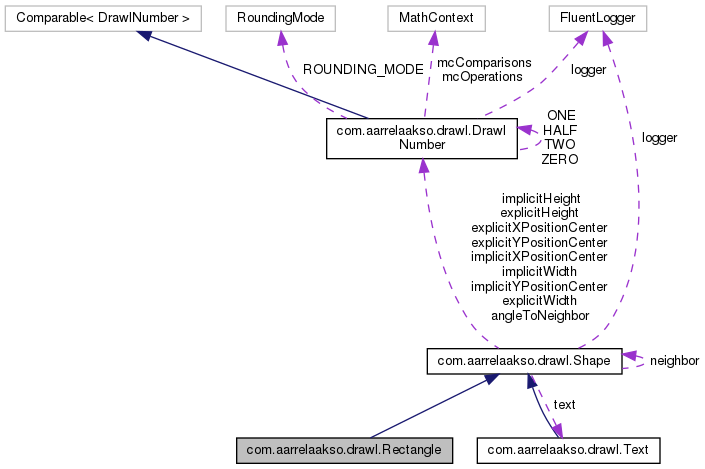 Comparable< DrawlNumber >
RoundingMode
MathContext
FluentLogger
ROUNDING_MODE
mcComparisons
mcOperations
logger
com.aarrelaakso.drawl.Drawl
Number
ONE
HALF
TWO
ZERO
logger
implicitHeight
explicitHeight
explicitXPositionCenter
explicitYPositionCenter
implicitXPositionCenter
implicitWidth
implicitYPositionCenter
explicitWidth
angleToNeighbor
com.aarrelaakso.drawl.Shape
neighbor
text
com.aarrelaakso.drawl.Rectangle
com.aarrelaakso.drawl.Text